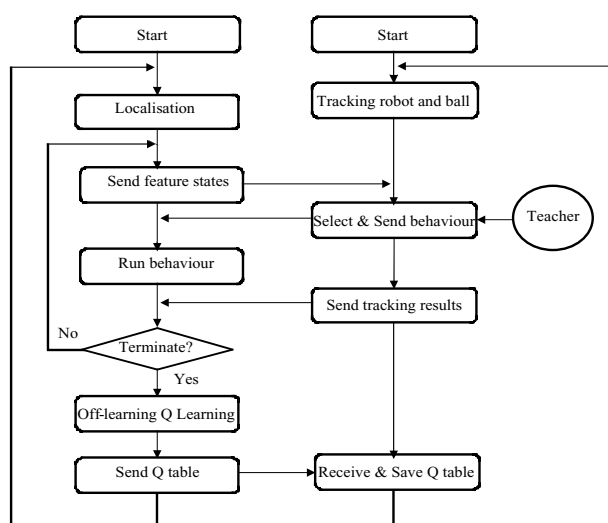 Start
Start
Localisation
Tracking robot and ball
Send feature states
Select & Send behaviour
Teacher
Run behaviour
Send tracking results
No
Terminate?
Yes
Off-learning Q Learning
Send Q table
Receive & Save Q table